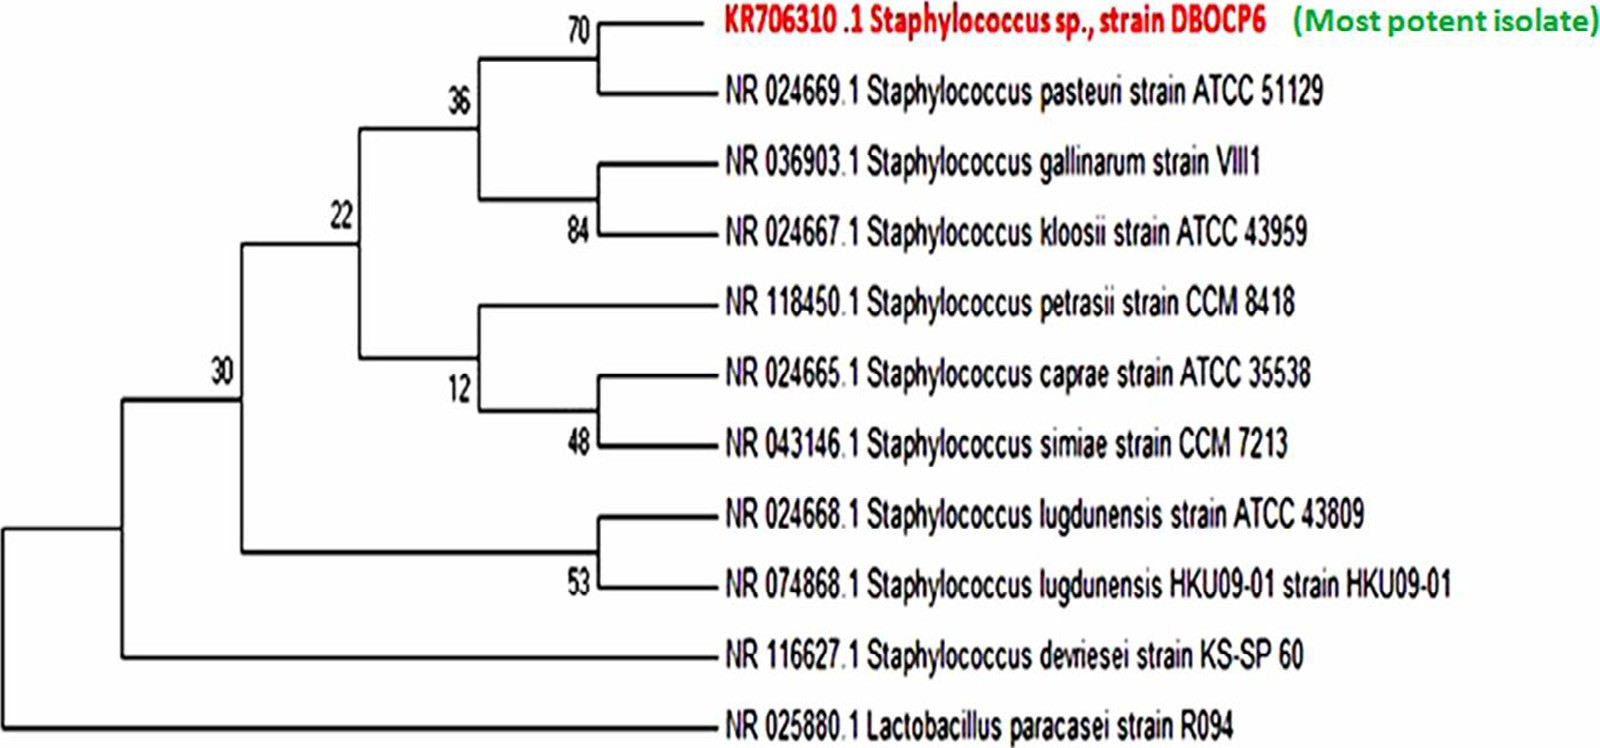 70
KR706310 .1 Staphylococcus sp., strain DBOCP6 (Most potent isolate)
NR 024669.1 Staphylococcus pasteuri strain ATCC 51129
36
NR 036903.1 Staphylococcus gallinarum strain VIII1
84
NR 024667.1 Staphylococcus kloosii strain ATCC 43959
22
NR 118450.1 Staphylococcus petrasii strain CCM 8418
30
12
NR 024665.1 Staphylococcus caprae strain ATCC 35538
48
NR 043146.1 Staphylococcus simiae strain CCM 7213
NR 024668.1 Staphylococcus lugdunensis strain ATCC 43809
53
NR 074868.1 Staphylococcus lugdunensis HKU09-01 strain HKU09-01
NR 116627.1 Staphylococcus devriesei strain KS-SP 60
NR 025880.1 Lactobacillus paracasei strain R094